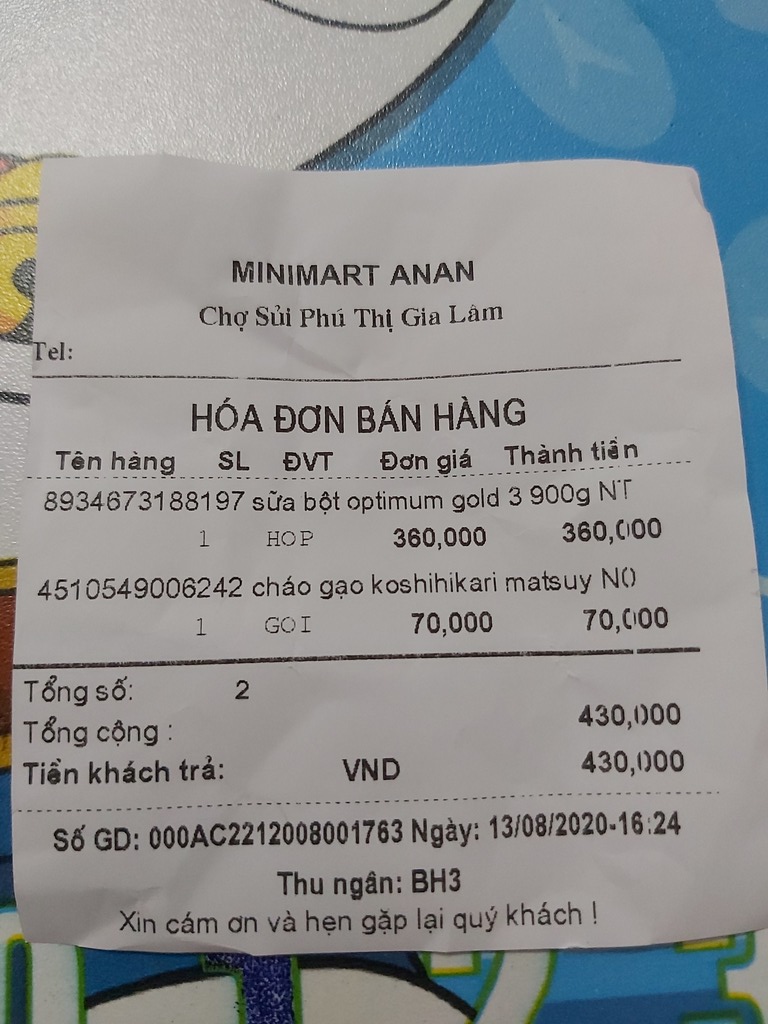 MINIMART ANAN
Chợ Sủi Phú Thị Gia Lâm
Tel:
HÓA ĐƠN BÁN HÀNG
Tên hàng SL ĐVT Đơn giá Thành tiền
8934673188197 sữa bột optimum gold 3 900g NT
1 HOP 360,000 360,000
4510549006242 cháo gạo koshihikari matsuy NO
1 GOI 70,000 70,000
Tổng số: 2
Tổng cộng : 430,000
Tiền khách trả: VND 430,000
Số GD: 000AC2212008001763 Ngày: 13/08/2020-16:24
Thu ngân: BH3
Xin cám ơn và hẹn gặp lại quý khách !